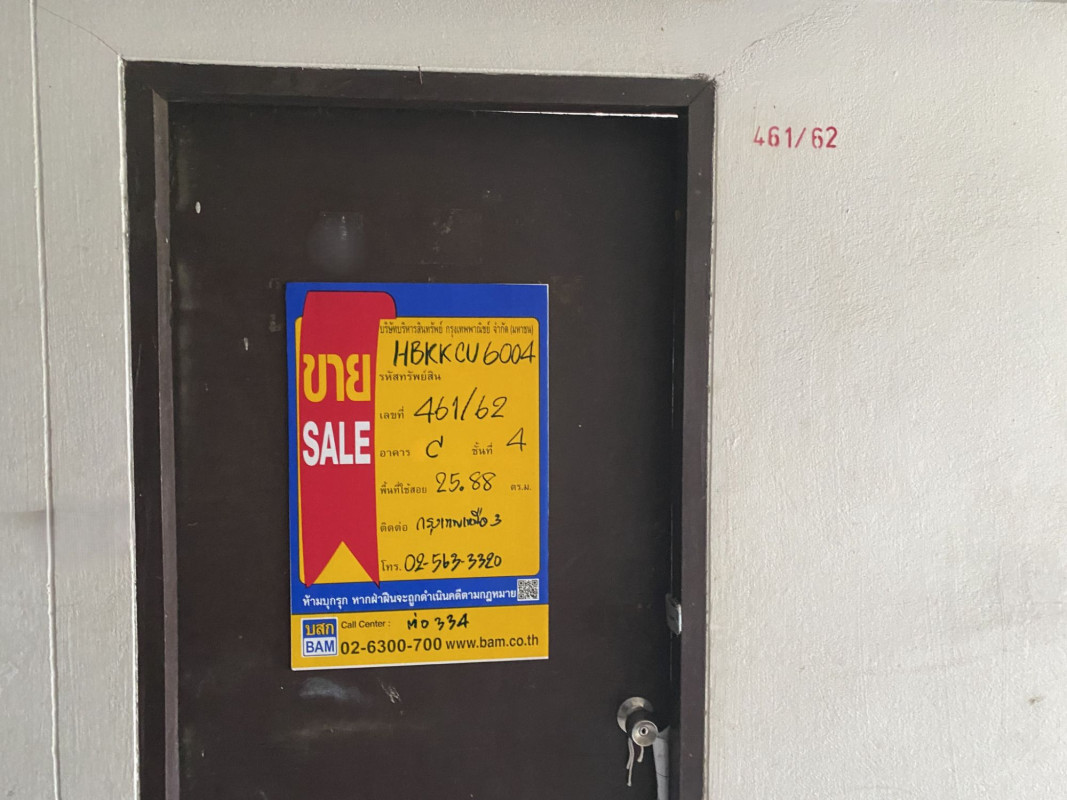 461/62
บริษัทบริหารสินทรัพย์ กรุงเทพพาณิชย์ จำกัด (มหาชน)
ขาย
SALE
HBKKCU6004
รหัสทรัพย์สิน
เลขที่ 461/62
อาคาร C ชั้นที่ 4
พื้นที่ใช้สอย 25.88 ตร.ม.
ติดต่อ กรุงเทพเหนือ 3
โทร. 02-563-3320
ห้ามบุกรุก หากฝ่าฝืนจะถูกดำเนินคดีตามกฎหมาย
บสก
BAM
Call Center : ต่อ 334
02-6300-700 www.bam.co.th